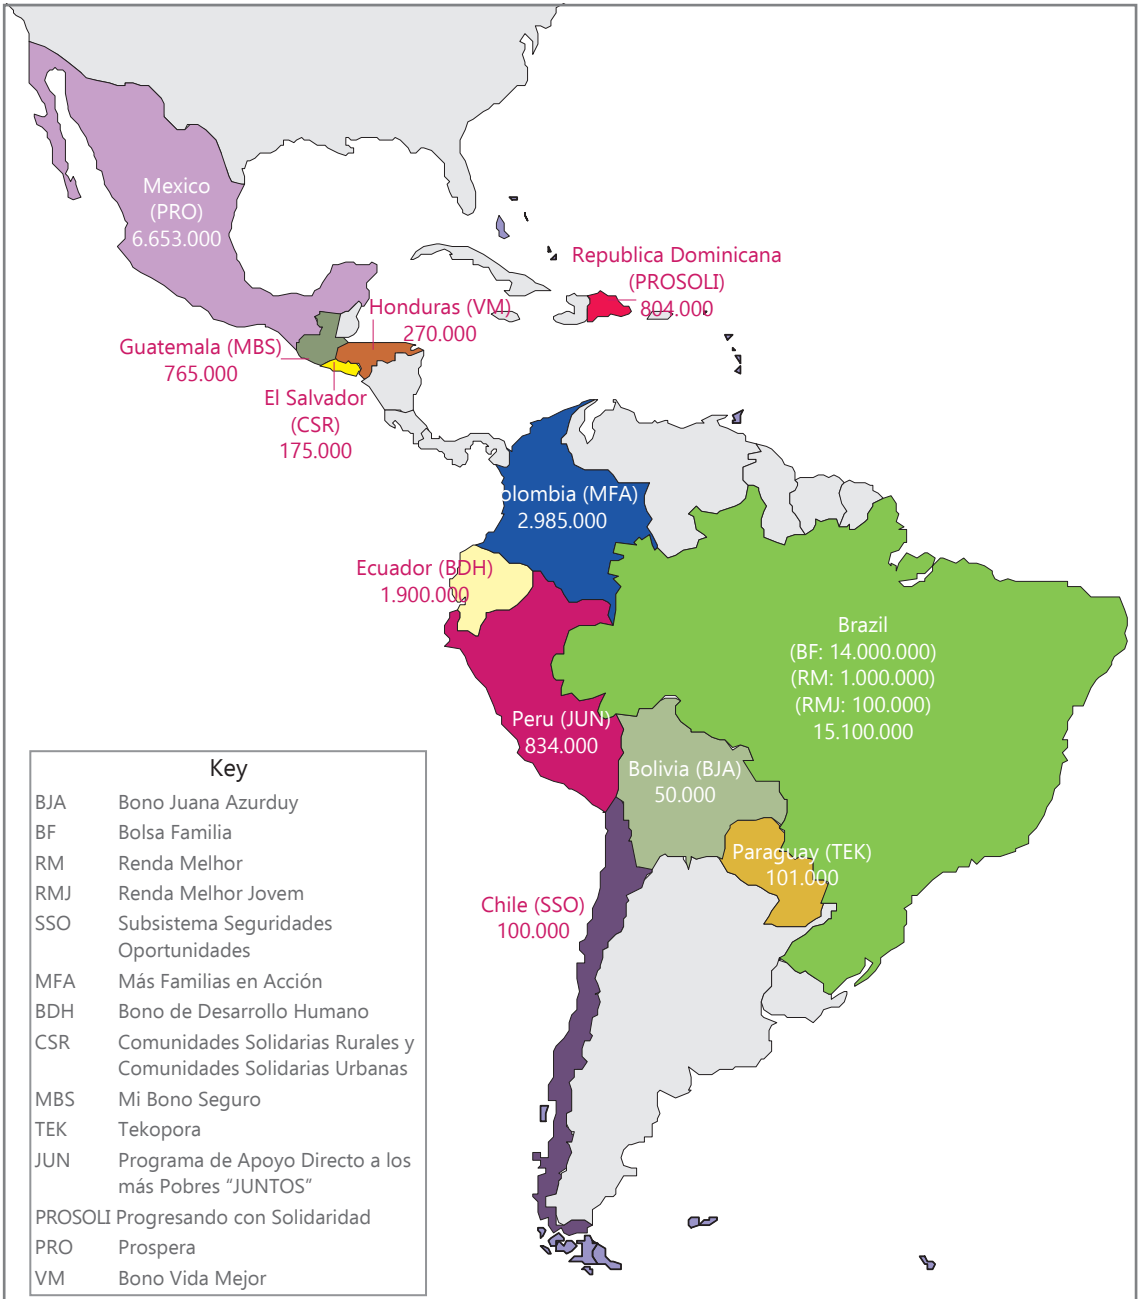 Mexico
(PRO)
6.653.000
Republica Dominicana
(PROSOLI)
804.000
Honduras (VM)
270.000
Guatemala (MBS)
765.000
El Salvador
(CSR)
175.000
olombia (MFA)
2.985.000
Ecuador (BDH)
1.900.000
Brazil
(BF: 14.000.000)
(RM: 1.000.000)
(RMJ: 100.000)
15.100.000
Peru (JUN)
834.000
Bolivia (BJA)
50.000
Paraguay (TEK)
101.000
Chile (SSO)
100.000
Key
BJA Bono Juana Azurduy
BF Bolsa Familia
RM Renda Melhor
RMJ Renda Melhor Jovem
SSO Subsistema Seguridades
Oportunidades
MFA Más Familias en Acción
BDH Bono de Desarrollo Humano
CSR Comunidades Solidarias Rurales y
Comunidades Solidarias Urbanas
MBS Mi Bono Seguro
TEK Tekopora
JUN Programa de Apoyo Directo a los
más Pobres “JUNTOS”
PROSOLI Progresando con Solidaridad
PRO Prospera
VM Bono Vida Mejor